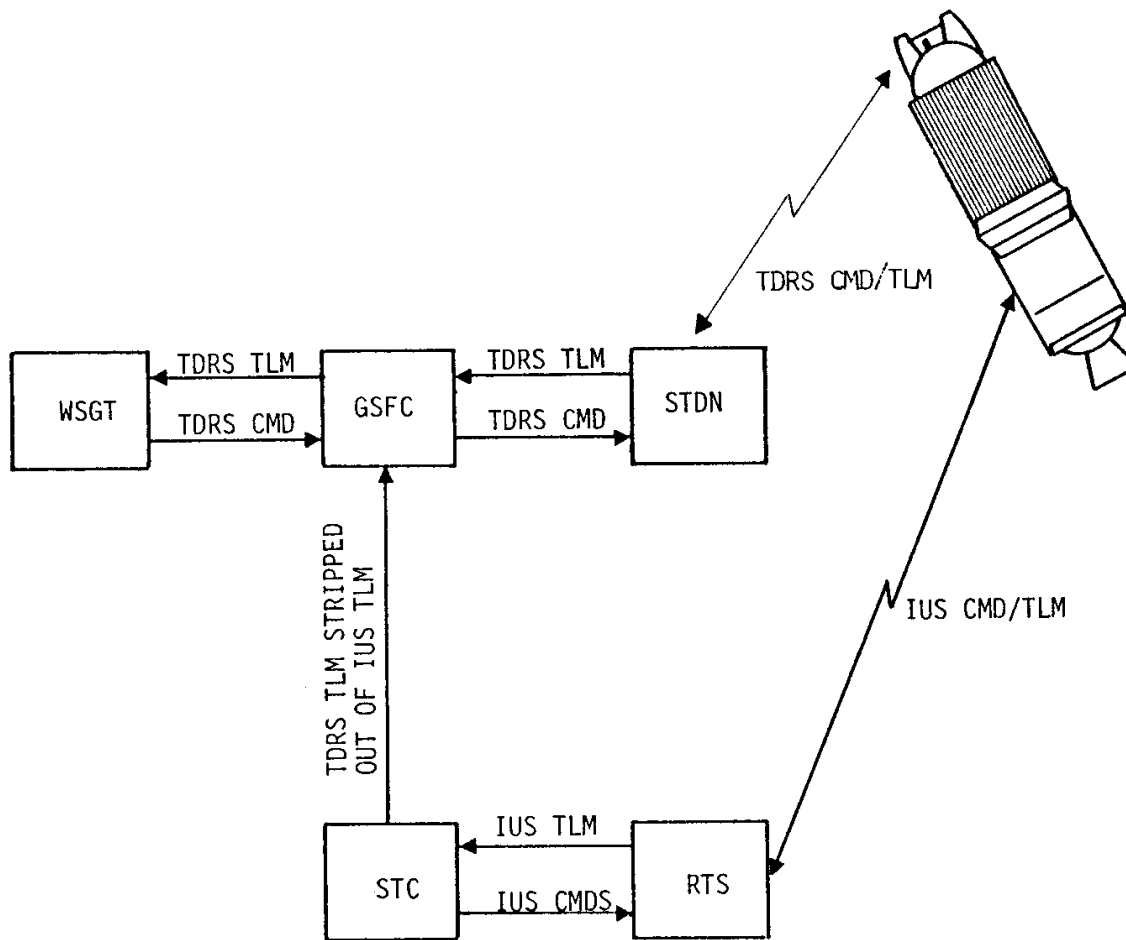 TDRS CMD/TLM
TDRS TLM
TDRS TLM
WSGT
GSFC
STDN
TDRS CMD
TDRS CMD
TDRS TLM STRIPPED
OUT OF IUS TLM
IUS CMD/TLM
IUS TLM
STC
RTS
IUS CMDS